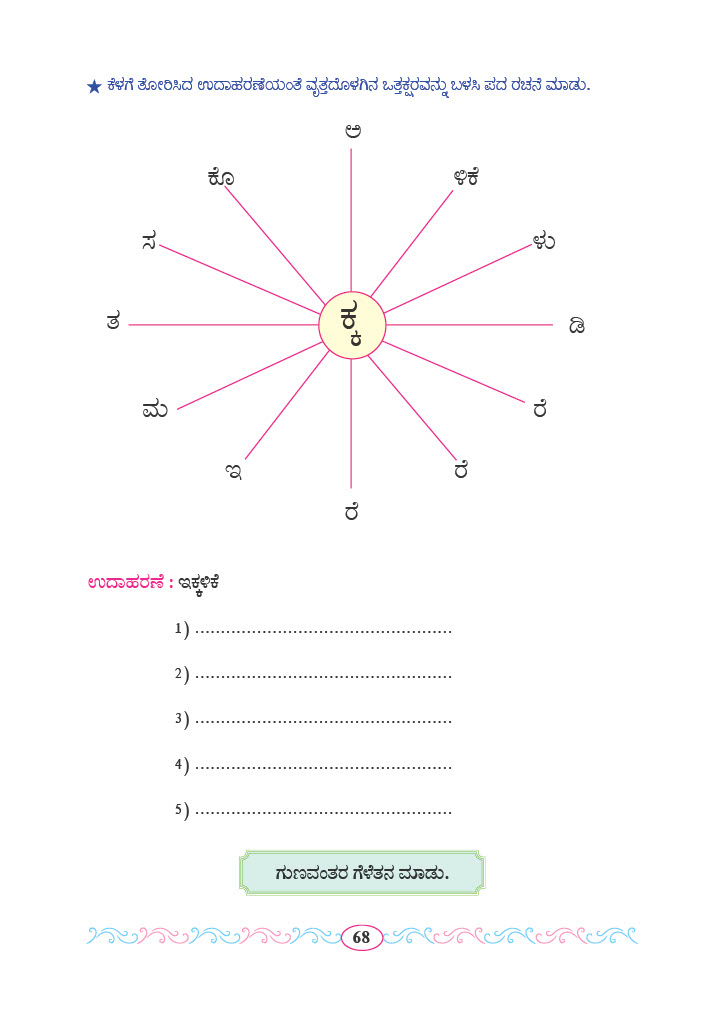 ★ ಕೆಳಗೆ ತೋರಿಸಿದ ಉದಾಹರಣೆಯಂತೆ ವೃತ್ತದೊಳಗಿನ ಒತ್ತಕ್ಷರವನ್ನು ಬಳಸಿ ಪದ ರಚನೆ ಮಾಡು.
ಅ
ಕೊ ಳಿಕೆ
ಸ ಳು
ತ ಕ್ಕ ಡಿ
ಮ ರೆ
ಇ ರೆ
ರೆ
ಉದಾಹರಣೆ : ಇಕ್ಕಳಿಕೆ
1) ..................................................
2) ..................................................
3) ..................................................
4) ..................................................
5) ..................................................
ಗುಣವಂತರ ಗೆಳೆತನ ಮಾಡು.
68